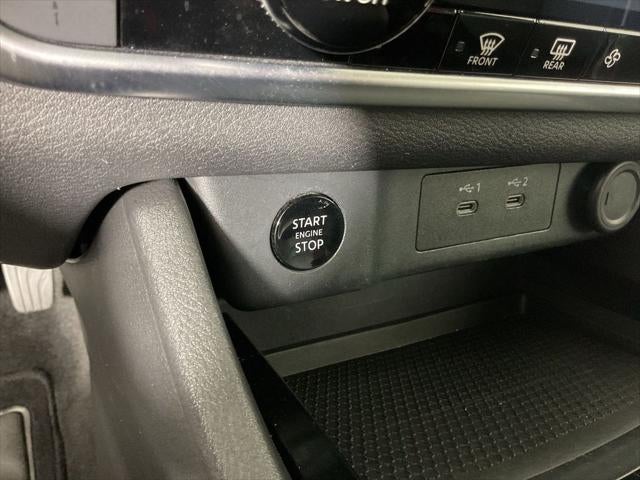 FRONT
REAR
1
2
START
ENGINE
STOP